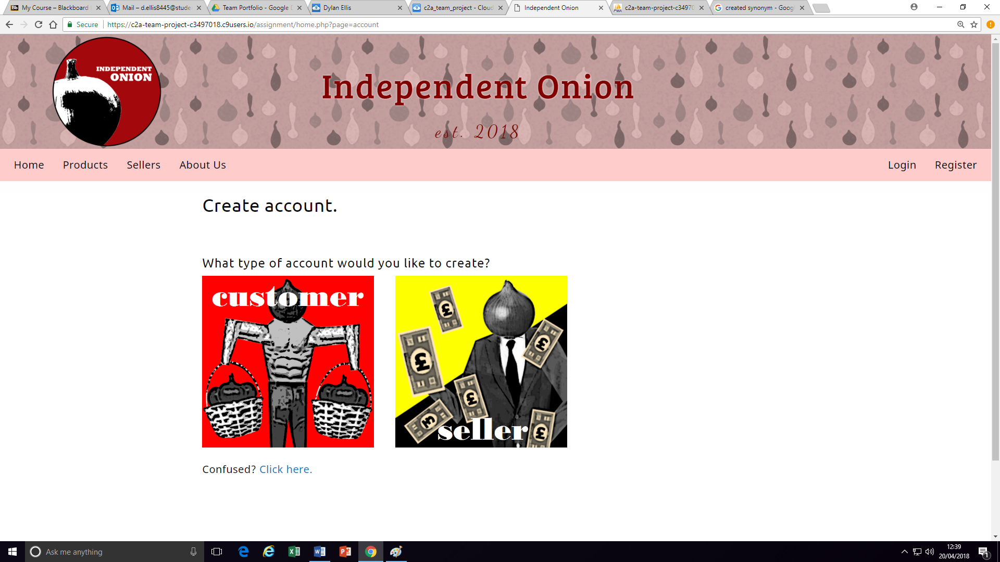 My Course – Blackboard
Mail – d.ellis8445@stude
Team Portfolio - Google
Dylan Ellis
c2a_team_project - Cloud
Independent Onion
c2a-team-project-c34970
created synonym - Goog
Secure
https://c2a-team-project-c3497018.c9users.io/assignment/home.php?page=account
INDEPENDENT
ONION
Independent Onion
est. 2018
Home
Products
Sellers
About Us
Login
Register
Create account.
What type of account would you like to create?
customer
£
£
£
£
£
£
seller
Confused? Click here.
Ask me anything
12:39
20/04/2018
1